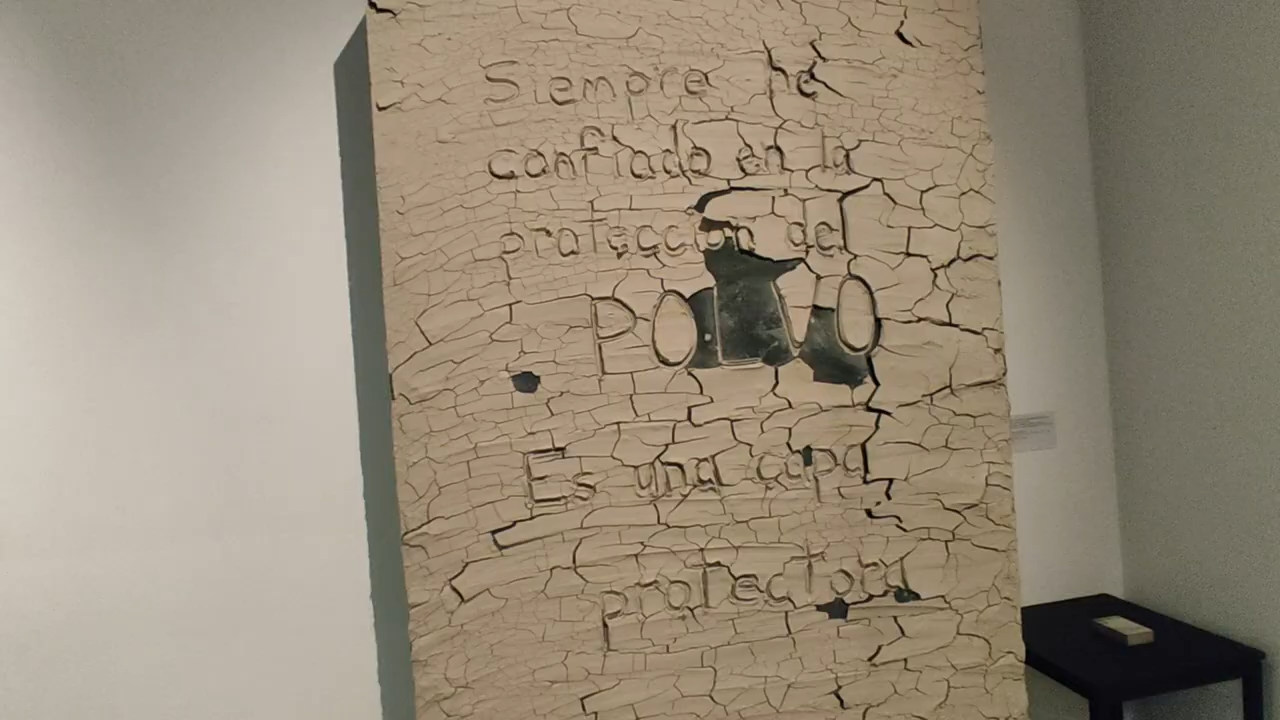 Siempre he
confiado en la
protección del
POLVO
Es una capa
protectora